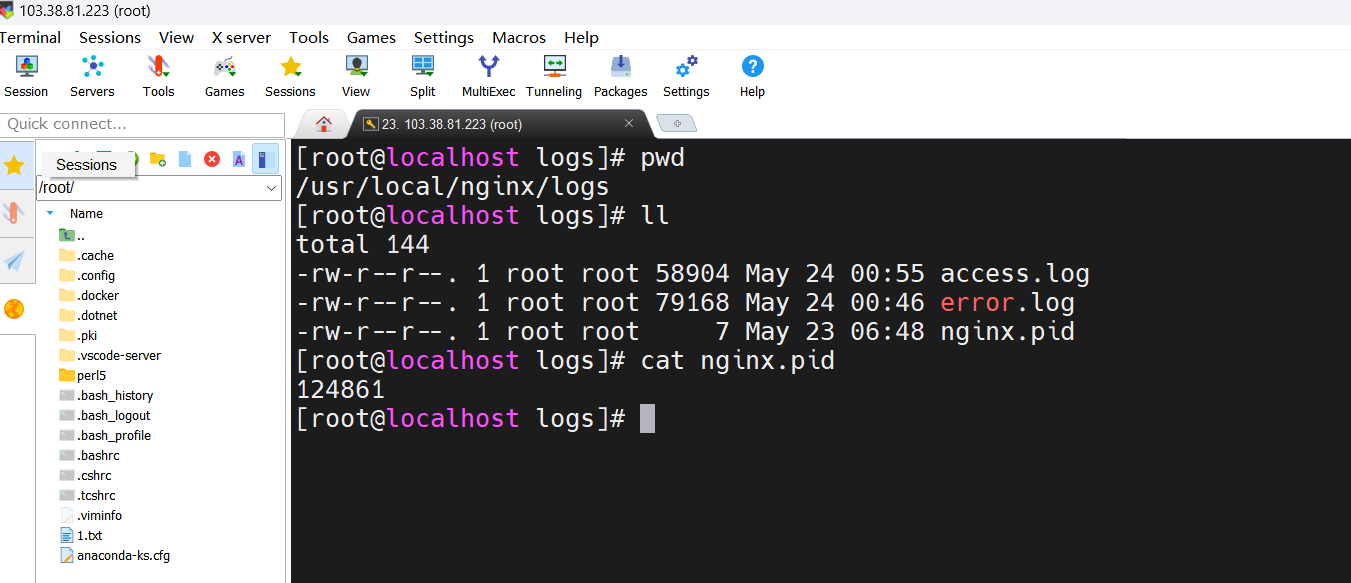 103.38.81.223 (root)
Terminal Sessions View X server Tools Games Settings Macros Help
Session Servers Tools Games Sessions View Split MultiExec Tunneling Packages Settings Help
Quick connect...
23. 103.38.81.223 (root)
Sessions
/root/
Name
..
.cache
.config
.docker
.dotnet
.pki
.vscode-server
perl5
.bash_history
.bash_logout
.bash_profile
.bashrc
.cshrc
.tcshrc
.viminfo
1.txt
anaconda-ks.cfg
[root@localhost logs]# pwd
/usr/local/nginx/logs
[root@localhost logs]# ll
total 144
-rw-r--r--. 1 root root 58904 May 24 00:55 access.log
-rw-r--r--. 1 root root 79168 May 24 00:46 error.log
-rw-r--r--. 1 root root     7 May 23 06:48 nginx.pid
[root@localhost logs]# cat nginx.pid
124861
[root@localhost logs]#